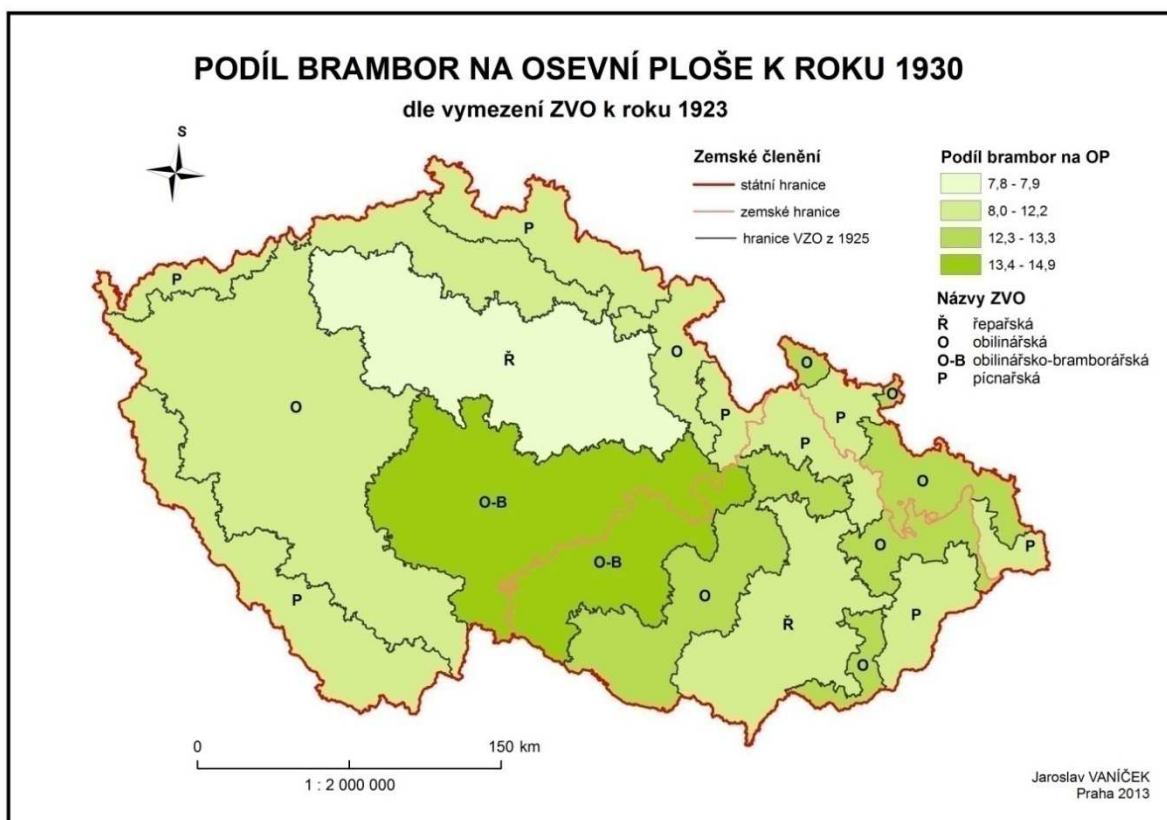 PODÍL BRAMBOR NA OSEVNÍ PLOŠE K ROKU 1930
dle vymezení ZVO k roku 1923
S
Zemské členění
státní hranice
zemské hranice
hranice VZO z 1925
Podíl brambor na OP
7,8 - 7,9
8,0 - 12,2
12,3 - 13,3
13,4 - 14,9
Názvy ZVO
Ř řepařská
O obilinářská
O-B obilinářsko-bramborářská
P pícnařská
P
P
O
Ř
O
O
O
P
P
P
O
O-B
O
O
O-B
P
P
O
Ř
P
O
0 150 km
1 : 2 000 000
Jaroslav VANÍČEK
Praha 2013